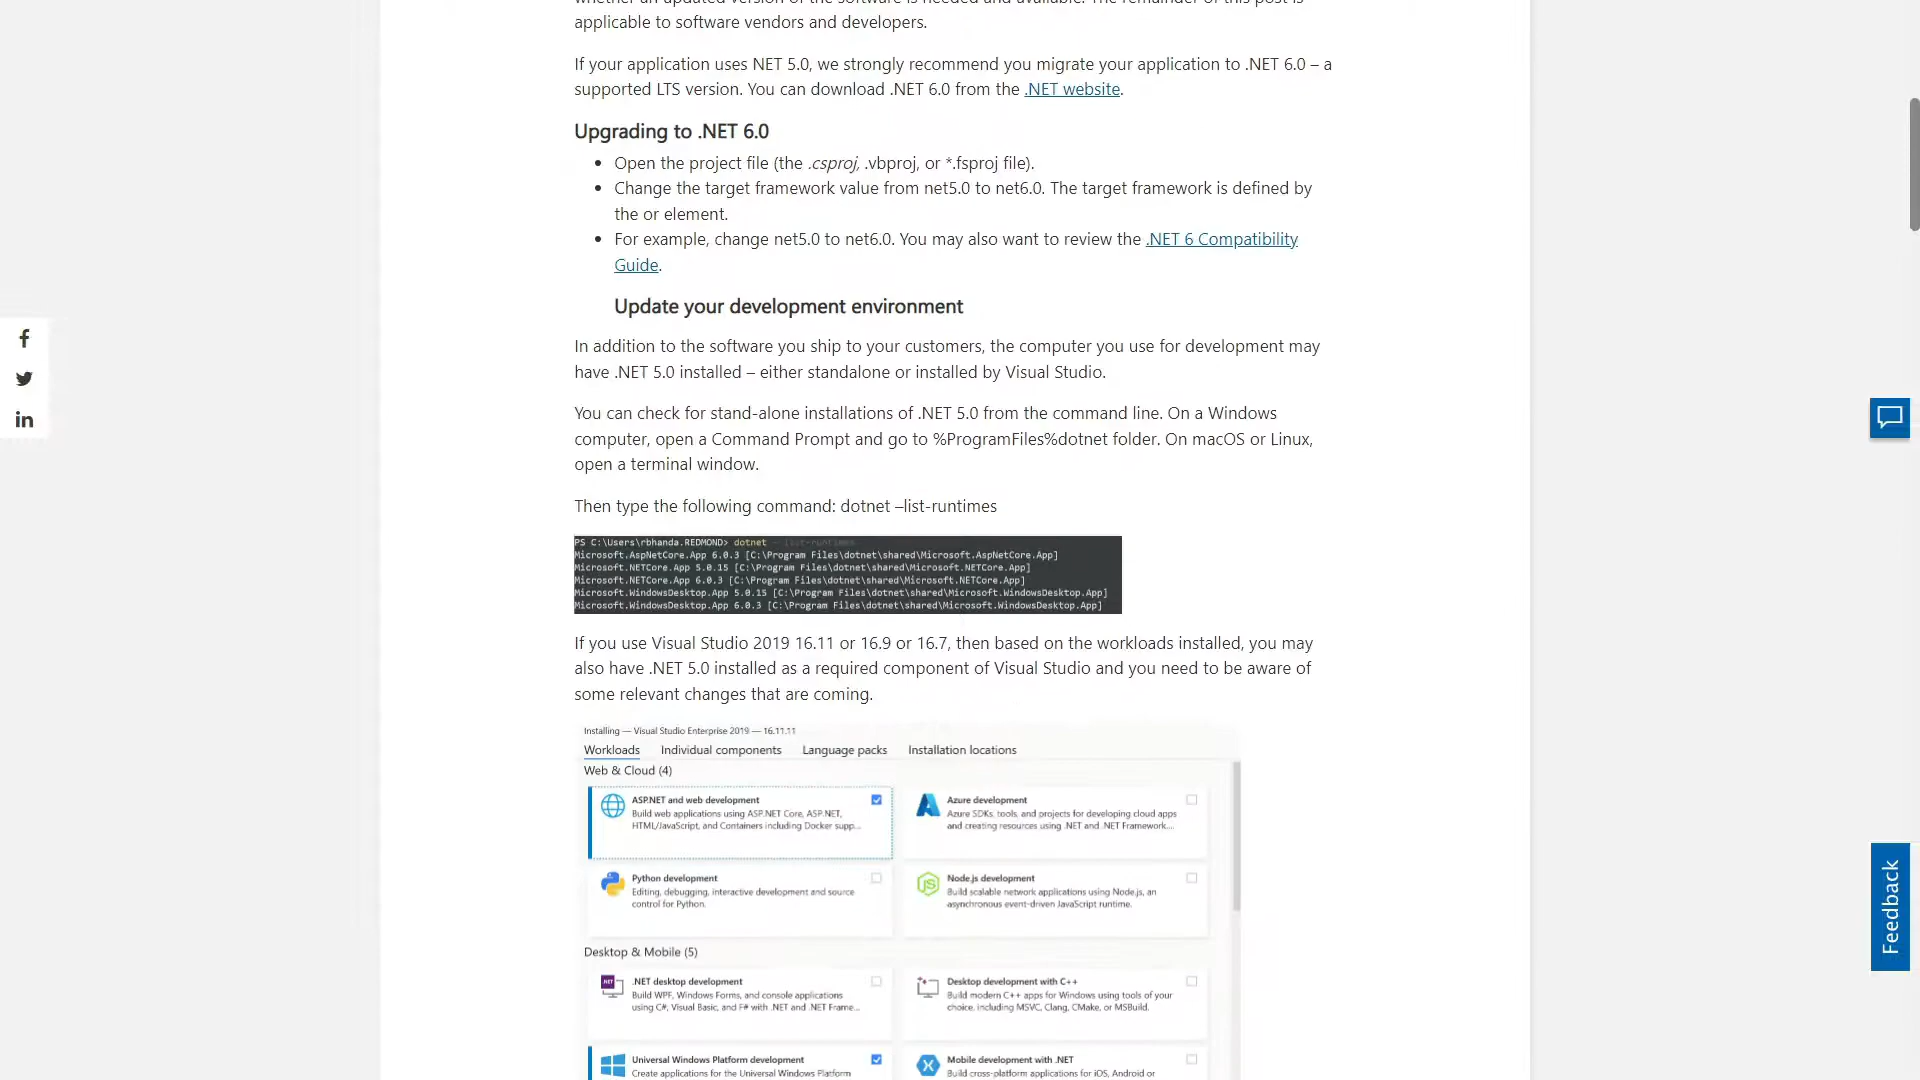 applicable to software vendors and developers.
If your application uses NET 5.0, we strongly recommend you migrate your application to .NET 6.0 – a
supported LTS version. You can download .NET 6.0 from the .NET website.
Upgrading to .NET 6.0
• Open the project file (the .csproj, .vbproj, or *.fsproj file).
• Change the target framework value from net5.0 to net6.0. The target framework is defined by
the or element.
• For example, change net5.0 to net6.0. You may also want to review the .NET 6 Compatibility
Guide.
Update your development environment
In addition to the software you ship to your customers, the computer you use for development may
have .NET 5.0 installed – either standalone or installed by Visual Studio.
You can check for stand-alone installations of .NET 5.0 from the command line. On a Windows
computer, open a Command Prompt and go to %ProgramFiles%dotnet folder. On macOS or Linux,
open a terminal window.
Then type the following command: dotnet –list-runtimes
PS C:\Users\rbhanda.REDMOND> dotnet --list-runtimes
Microsoft.AspNetCore.App 6.0.3 [C:\Program Files\dotnet\shared\Microsoft.AspNetCore.App]
Microsoft.NETCore.App 5.0.15 [C:\Program Files\dotnet\shared\Microsoft.NETCore.App]
Microsoft.NETCore.App 6.0.3 [C:\Program Files\dotnet\shared\Microsoft.NETCore.App]
Microsoft.WindowsDesktop.App 5.0.15 [C:\Program Files\dotnet\shared\Microsoft.WindowsDesktop.App]
Microsoft.WindowsDesktop.App 6.0.3 [C:\Program Files\dotnet\shared\Microsoft.WindowsDesktop.App]
If you use Visual Studio 2019 16.11 or 16.9 or 16.7, then based on the workloads installed, you may
also have .NET 5.0 installed as a required component of Visual Studio and you need to be aware of
some relevant changes that are coming.
Installing — Visual Studio Enterprise 2019 — 16.11.11
Workloads Individual components Language packs Installation locations
Web & Cloud (4)
ASP.NET and web development
Build web applications using ASP.NET Core, ASP.NET,
HTML/JavaScript, and Containers including Docker supp...
Azure development
Azure SDKs, tools, and projects for developing cloud apps
and creating resources using .NET and .NET Framework....
Python development
Editing, debugging, interactive development and source
control for Python.
Node.js development
Build scalable network applications using Node.js, an
asynchronous event-driven JavaScript runtime.
Desktop & Mobile (5)
.NET desktop development
Build WPF, Windows Forms, and console applications
using C#, Visual Basic, and F# with .NET and .NET Frame...
Desktop development with C++
Build modern C++ apps for Windows using tools of your
choice, including MSVC, Clang, CMake, or MSBuild.
Universal Windows Platform development
Create applications for the Universal Windows Platform
Mobile development with .NET
Build cross-platform applications for iOS, Android or
Feedback